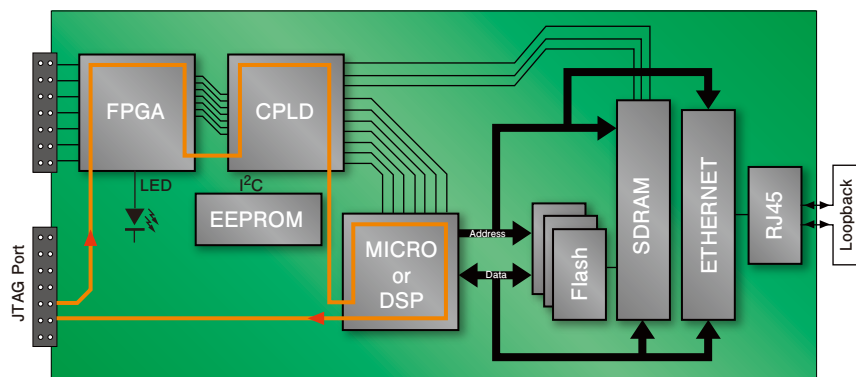 FPGA
CPLD
LED
I²C
EEPROM
JTAG Port
MICRO
or
DSP
Address
Data
Flash
SDRAM
ETHERNET
RJ45
Loopback